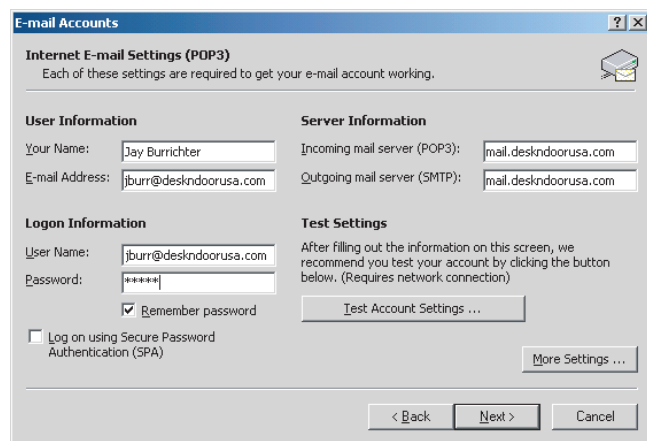 E-mail Accounts
Internet E-mail Settings (POP3)
Each of these settings are required to get your e-mail account working.
User Information
Your Name: Jay Burrichter
E-mail Address: jburr@deskndoorusa.com
Server Information
Incoming mail server (POP3): mail.deskndoorusa.com
Outgoing mail server (SMTP): mail.deskndoorusa.com
Logon Information
User Name: jburr@deskndoorusa.com
Password: *****
Remember password
Log on using Secure Password
Authentication (SPA)
Test Settings
After filling out the information on this screen, we
recommend you test your account by clicking the button
below. (Requires network connection)
Test Account Settings ...
More Settings ...
< Back
Next >
Cancel